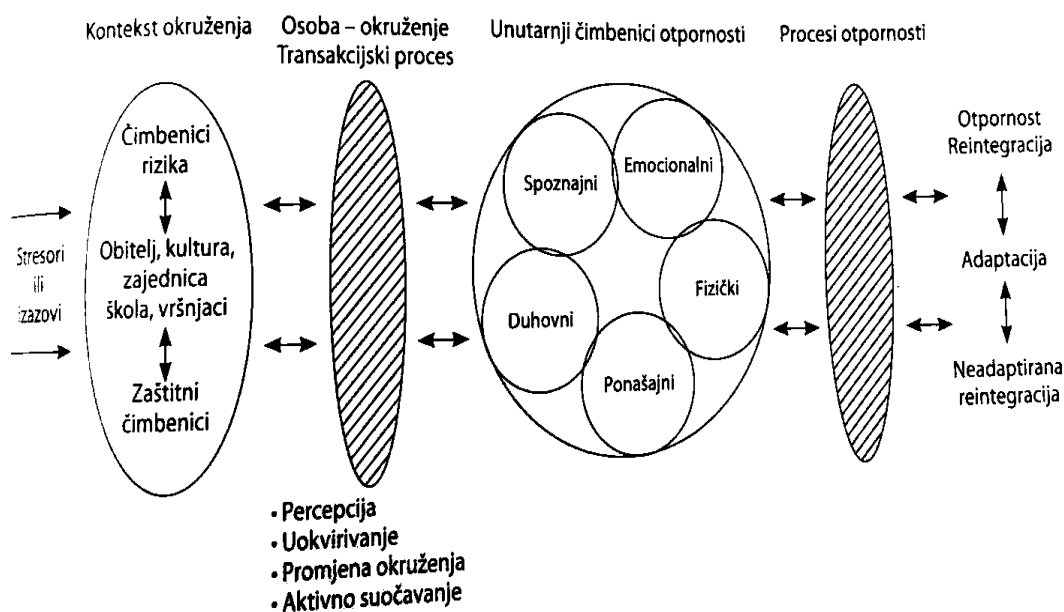 Kontekst okruženja
Osoba – okruženje
Transakcijski proces
Unutarnji čimbenici otpornosti
Procesi otpornosti
Stresori
ili
izazovi
Čimbenici
rizika
Obitelj, kultura,
zajednica
škola, vršnjaci
Zaštitni
čimbenici
• Percepcija
• Uokvirivanje
• Promjena okruženja
• Aktivno suočavanje
Spoznajni
Emocionalni
Fizički
Duhovni
Ponašajni
Otpornost
Reintegracija
Adaptacija
Neadaptirana
reintegracija